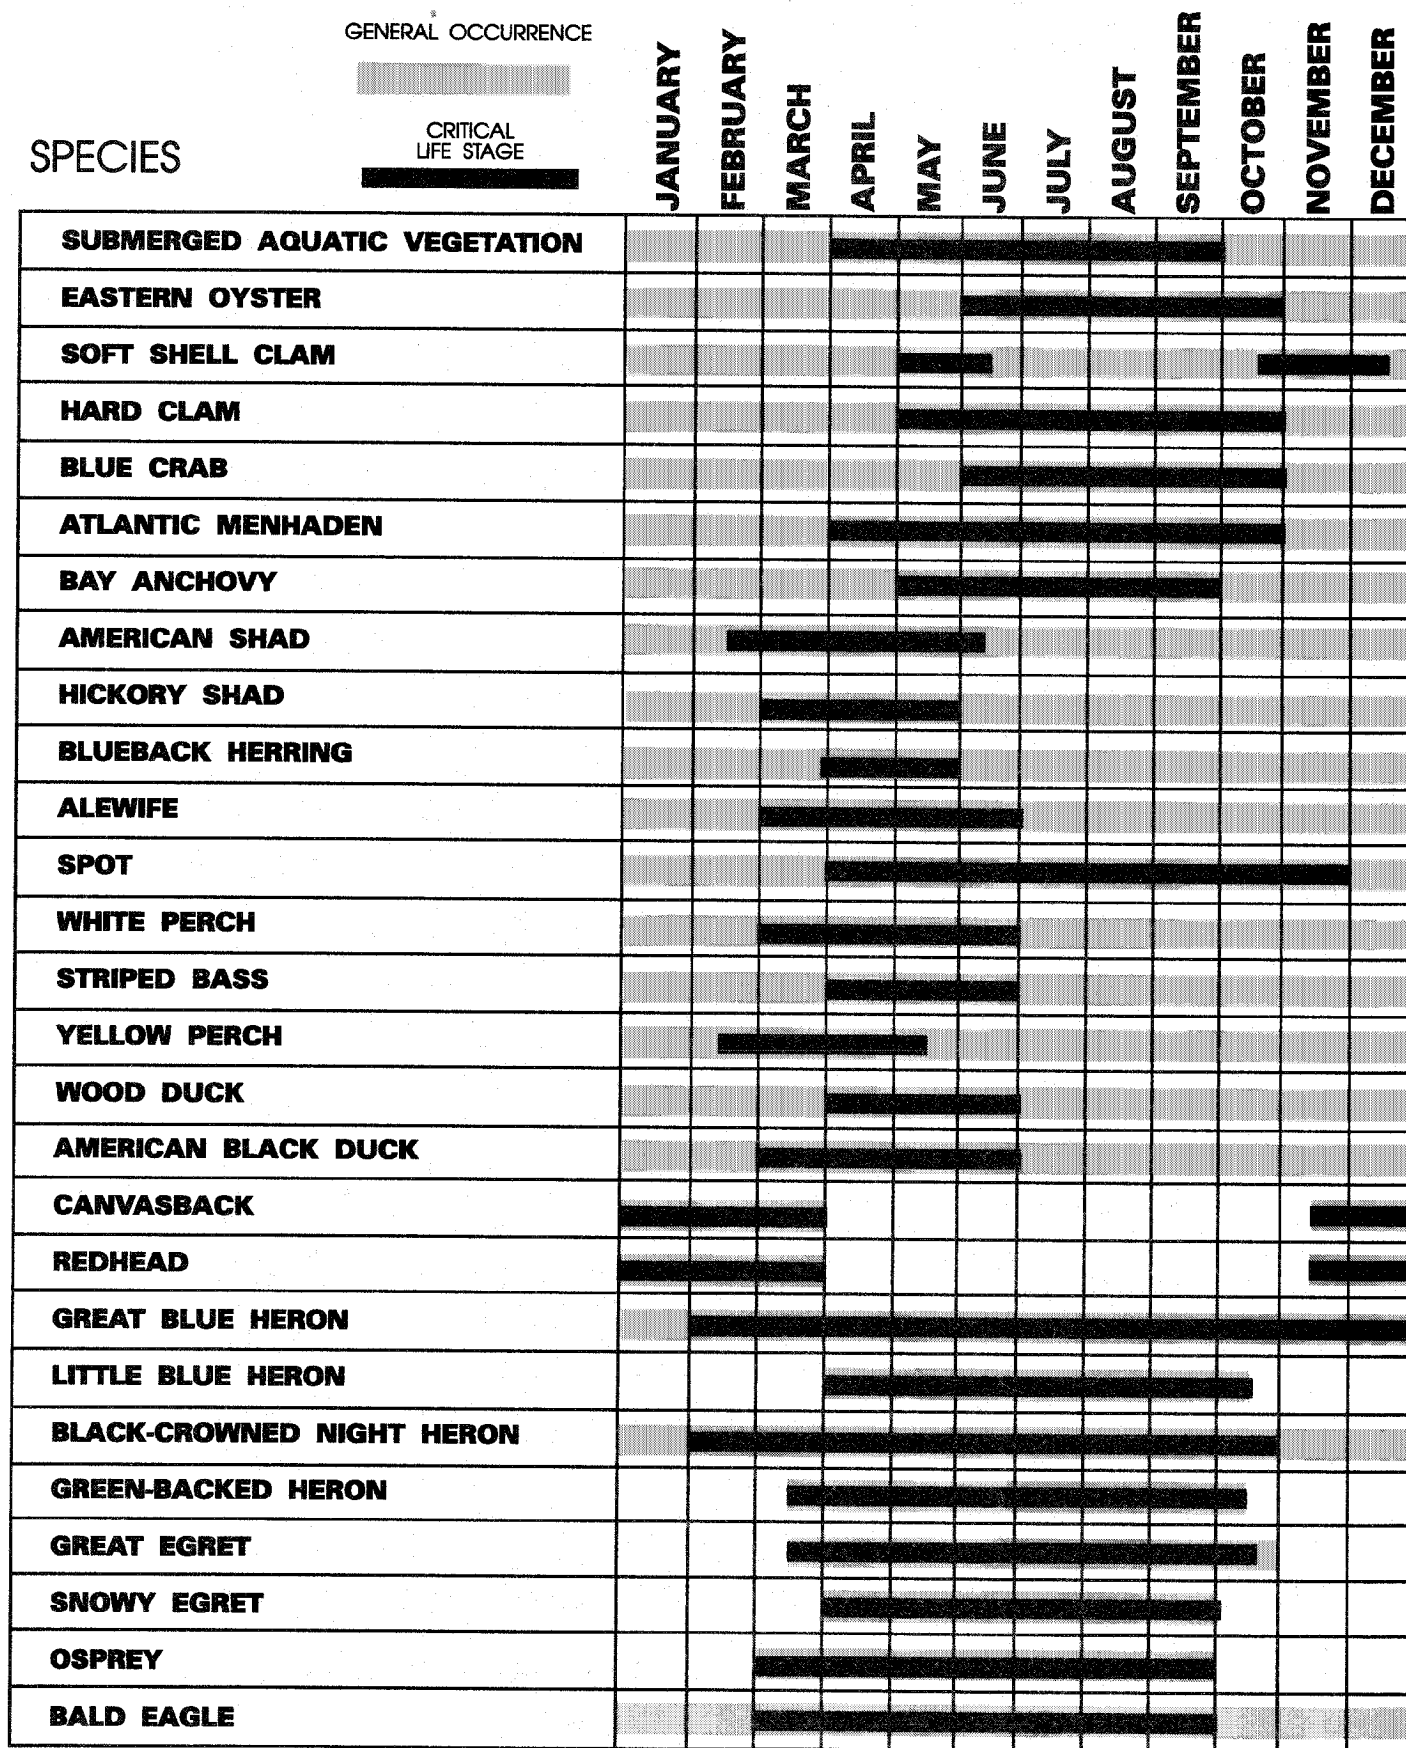 GENERAL OCCURRENCE
CRITICAL
LIFE STAGE
SPECIES
JANUARY
FEBRUARY
MARCH
APRIL
MAY
JUNE
JULY
AUGUST
SEPTEMBER
OCTOBER
NOVEMBER
DECEMBER
SUBMERGED AQUATIC VEGETATION
EASTERN OYSTER
SOFT SHELL CLAM
HARD CLAM
BLUE CRAB
ATLANTIC MENHADEN
BAY ANCHOVY
AMERICAN SHAD
HICKORY SHAD
BLUEBACK HERRING
ALEWIFE
SPOT
WHITE PERCH
STRIPED BASS
YELLOW PERCH
WOOD DUCK
AMERICAN BLACK DUCK
CANVASBACK
REDHEAD
GREAT BLUE HERON
LITTLE BLUE HERON
BLACK-CROWNED NIGHT HERON
GREEN-BACKED HERON
GREAT EGRET
SNOWY EGRET
OSPREY
BALD EAGLE